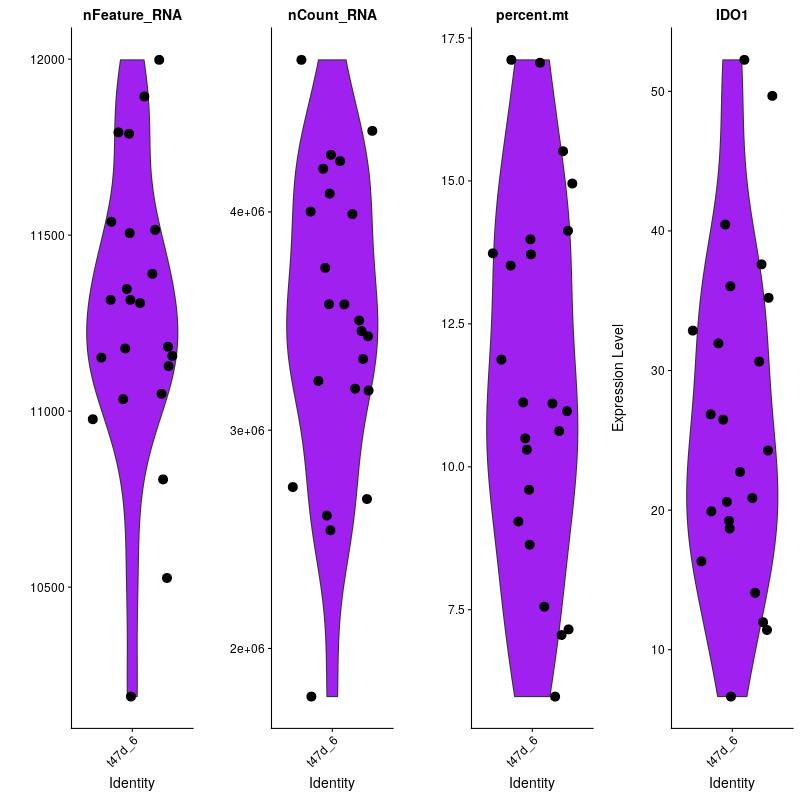 nFeature_RNA
12000
11500
11000
10500
t47d_6
Identity
nCount_RNA
4e+06
3e+06
2e+06
t47d_6
Identity
percent.mt
17.5
15.0
12.5
10.0
7.5
t47d_6
Identity
IDO1
Expression Level
50
40
30
20
10
t47d_6
Identity